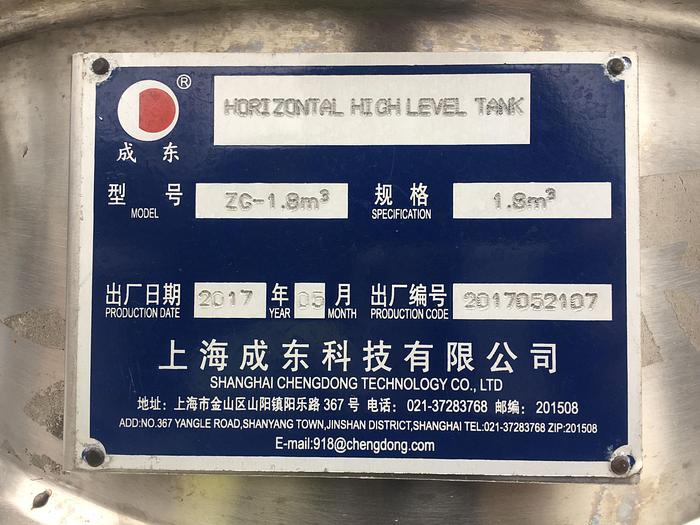 ®
HORIZONTAL HIGH LEVEL TANK
成东
型号 ZG-1.8m³ 规格 1.8m³
MODEL SPECIFICATION
出厂日期 2017 年 05 月 出厂编号 2017052107
PRODUCTION DATE YEAR MONTH PRODUCTION CODE
上海成东科技有限公司
SHANGHAI CHENGDONG TECHNOLOGY CO., LTD
地址: 上海市金山区山阳镇阳乐路 367 号 电话: 021-37283768 邮编: 201508
ADD:NO.367 YANGLE ROAD,SHANYANG TOWN,JINSHAN DISTRICT,SHANGHAI TEL:021-37283768 ZIP:201508
E-mail:918@chengdong.com